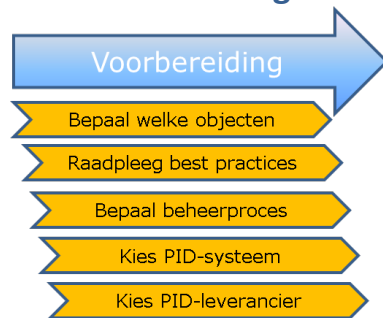 Voorbereiding
Bepaal welke objecten
Raadpleeg best practices
Bepaal beheerproces
Kies PID-systeem
Kies PID-leverancier